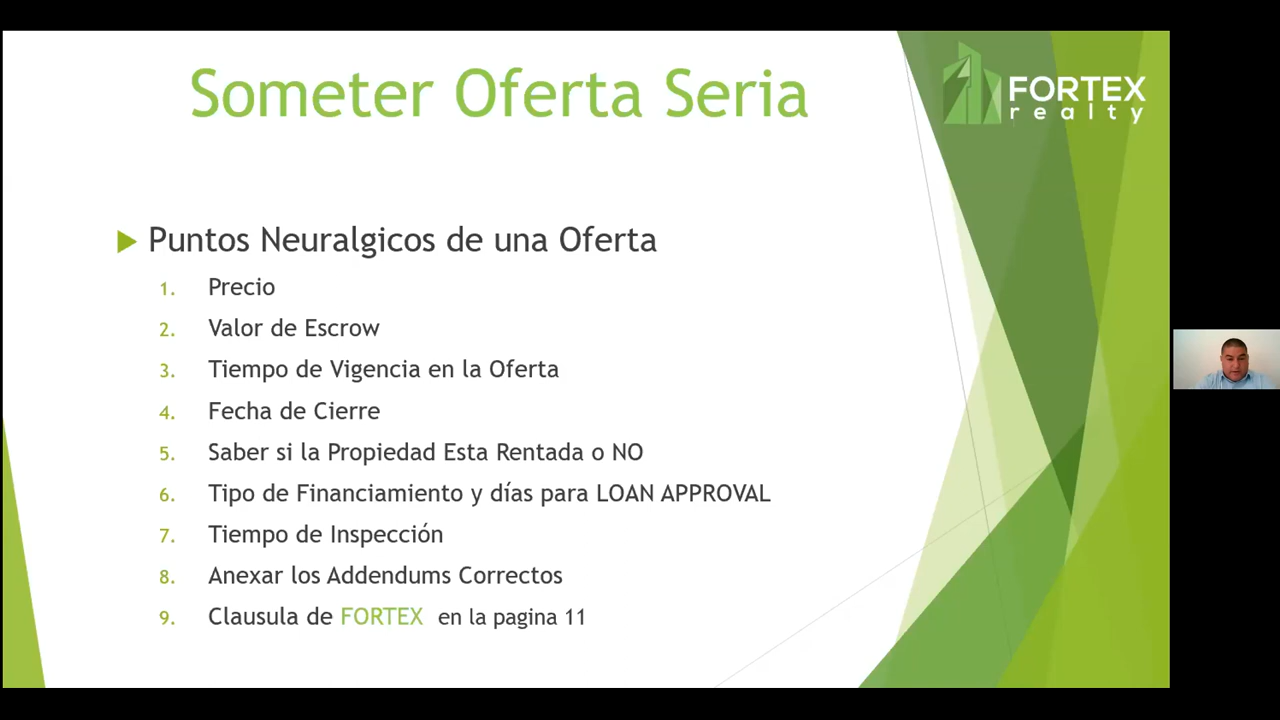 Someter Oferta Seria
FORTEX
realty
Puntos Neuralgicos de una Oferta
1. Precio
2. Valor de Escrow
3. Tiempo de Vigencia en la Oferta
4. Fecha de Cierre
5. Saber si la Propiedad Esta Rentada o NO
6. Tipo de Financiamiento y días para LOAN APPROVAL
7. Tiempo de Inspección
8. Anexar los Addendums Correctos
9. Clausula de FORTEX en la pagina 11